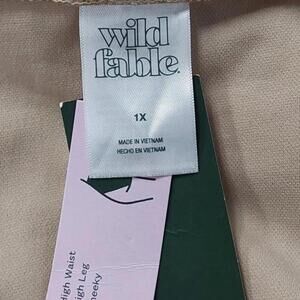 wild
fable.
1X
MADE IN VIETNAM
HECHO EN VIETNAM
High Waist
High Leg
Cheeky